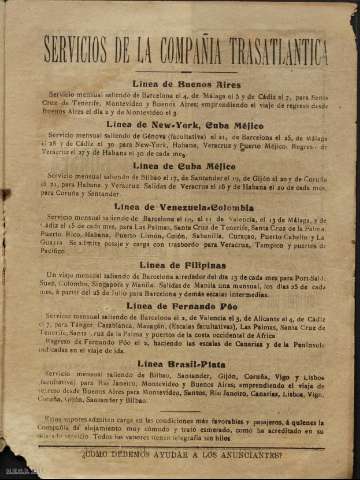 SERVICIOS DE LA COMPAÑIA TRASATLANTICA
Línea de Buenos Aires
Servicio mensual saliendo de Barcelona el 4, de Málaga el 5 y de Cádiz el 7, para Santa
Cruz de Tenerife, Montevideo y Buenos Aires; emprendiendo el viaje de regreso desde
Buenos Aires el día 2 y de Montevideo el 3.
Línea de New-York, Cuba Méjico
Servicio mensual saliendo de Génova (facultativa) el 21, de Barcelona el 25, de Málaga
el 28 y de Cádiz el 30 para New-York, Habana, Veracruz y Puerto Méjico. Regreso de
Veracruz el 27 y de Habana el 30 de cada mes.
Línea de Cuba Méjico
Servicio mensual saliendo de Bilbao el 17, de Santander el 19, de Gijón el 20 y de Coruña
el 21, para Habana y Veracruz. Salidas de Veracruz el 16 y de Habana el 20 de cada mes,
para Coruña y Santander.
Línea de Venezuela-Colombia
Servicio mensual saliendo de Barcelona el 10, el 11 de Valencia, el 13 de Málaga, y de
Cádiz el 15 de cada mes, para Las Palmas, Santa Cruz de Tenerife, Santa Cruz de la Palma,
Puerto Rico, Habana, Puerto Limón, Colón, Sabanilla, Curaçao, Puerto Cabello y La
Guayra. Se admite pasaje y carga con trasbordo para Veracruz, Tampico y puertos de
Pacífico.
Línea de Filipinas
Un viaje mensual saliendo de Barcelona alrededor del día 13 de cada mes para Port-Said,
Suez, Colombo, Singapoore y Manila. Salidas de Manila una mensual, los días 25 de cada
mes, á partir del 25 de Julio para Barcelona y demás escalas intermedias.
Línea de Fernando Póo
Servicio mensual saliendo de Barcelona el 2, de Valencia el 3, de Alicante el 4, de Cádiz
el 7, para Tánger, Casablanca, Mazagán, (Escalas facultativas), Las Palmas, Santa Cruz de
Tenerife, Santa Cruz de la Palma y puertos de la costa occidental de Africa
Regreso de Fernando Póo el 2, haciendo las escalas de Canarias y de la Península
indicadas en el viaje de ida.
Línea Brasil-Plata
Servicio mensual saliendo de Bilbao, Santander, Gijón, Coruña, Vigo y Lisboa
(facultativa) para Río Janeiro, Montevideo y Buenos Aires; emprendiendo el viaje de
regreso desde Buenos Aires para Montevideo, Santos, Río Janeiro, Canarias, Lisboa, Vigo,
Coruña, Gijón, Santander y Bilbao.
Estos vapores admiten carga en las condiciones más favorables y pasajeros, á quienes la
Compañía da alojamiento muy cómodo y trato esmerado, como ha acreditado en su
dilatado servicio. Todos los vapores tienen telegrafía sin hilos
¿COMO DEBEMOS AYUDAR A LOS ANUNCIANTES?